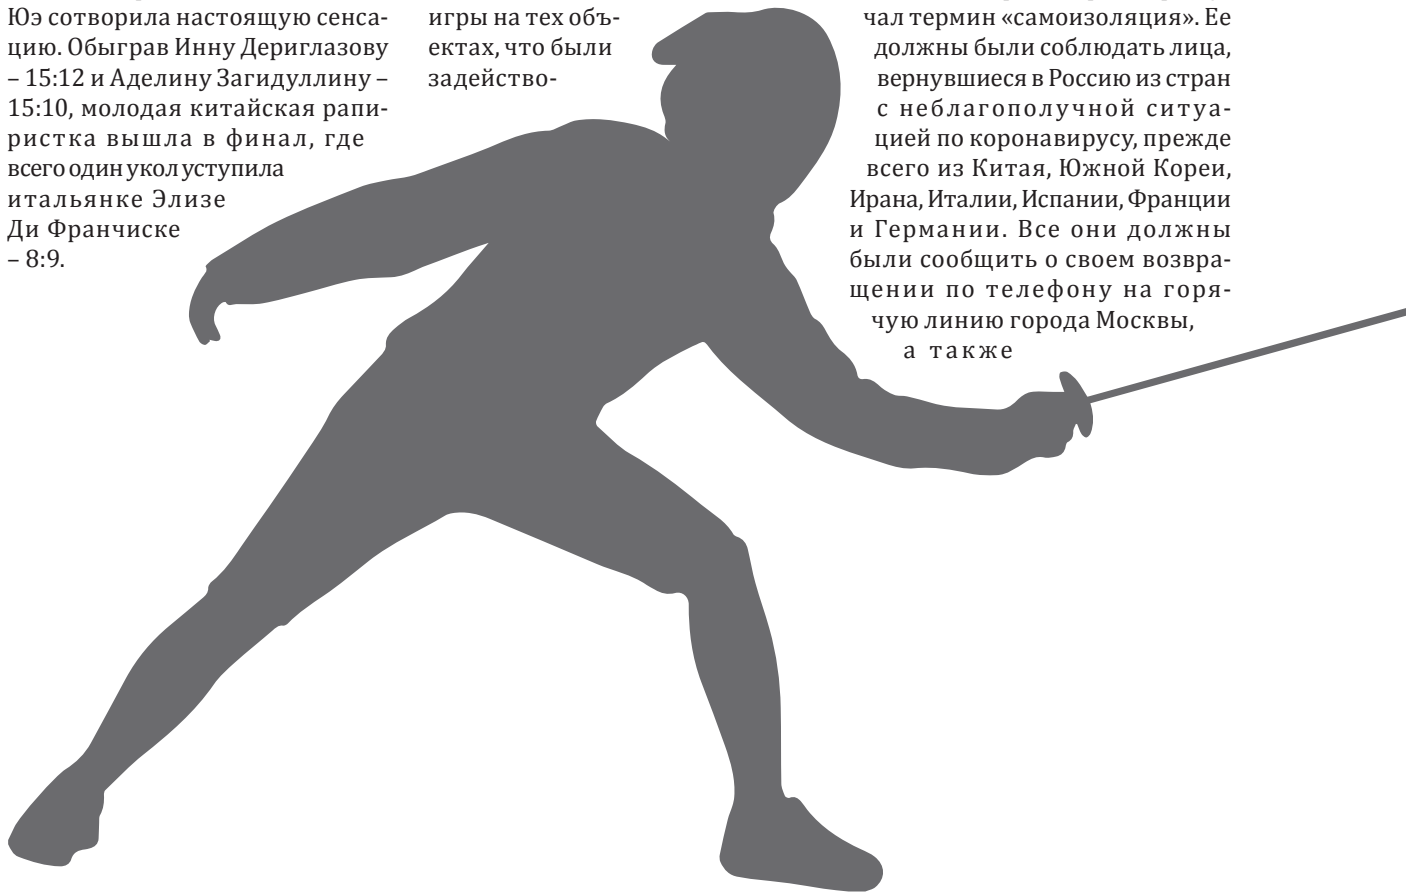 Юэ сотворила настоящую сенса-
цию. Обыграв Инну Дериглазову
– 15:12 и Аделину Загидуллину –
15:10, молодая китайская рапи-
ристка вышла в финал, где
всего один укол уступила
итальянке Элизе
Ди Франчиске
– 8:9.
игры на тех объ-
ектах, что были
задейство-
чал термин «самоизоляция». Ее
должны были соблюдать лица,
вернувшиеся в Россию из стран
с неблагополучной ситуа-
цией по коронавирусу, прежде
всего из Китая, Южной Кореи,
Ирана, Италии, Испании, Франции
и Германии. Все они должны
были сообщить о своем возвра-
щении по телефону на горя-
чую линию города Москвы,
а также